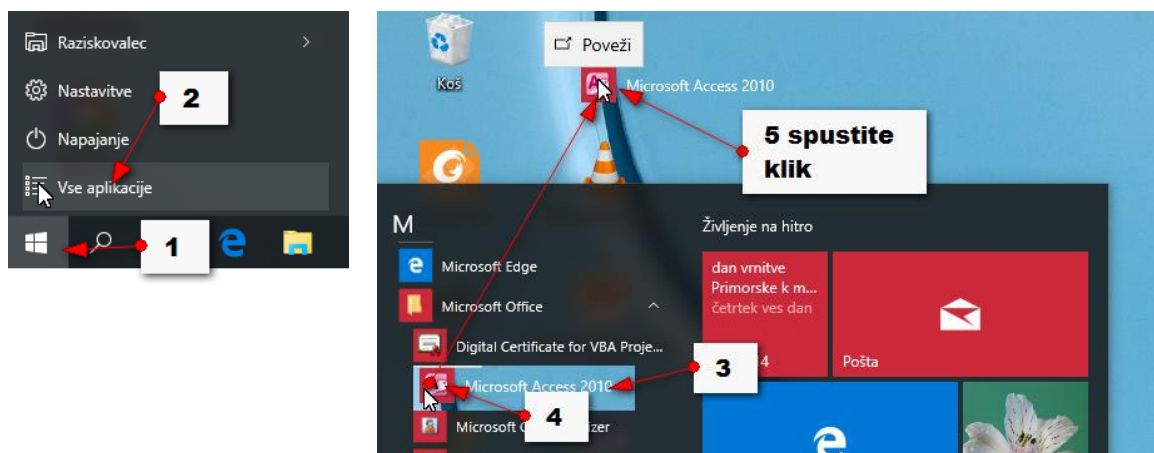 Raziskovalec
Nastavitve
2
Napajanje
Vse aplikacije
1
Koš
Poveži
Microsoft Access 2010
5 spustite
klik
M
Življenje na hitro
Microsoft Edge
dan vrnitve
Primorske k m...
četrtek ves dan
Microsoft Office
Digital Certificate for VBA Proje...
3
4
Pošta
Microsoft Access 2010
4
Microsoft